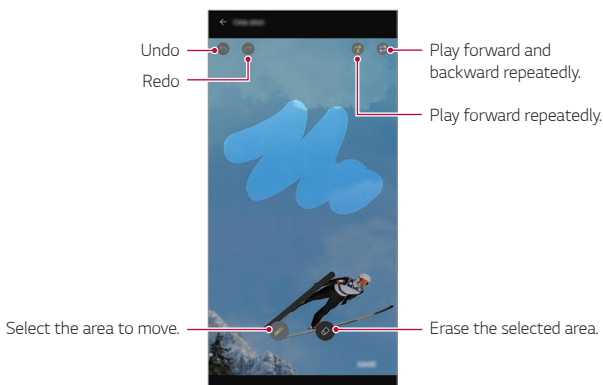 Undo
Redo
Play forward and
backward repeatedly.
Play forward repeatedly.
Select the area to move.
Erase the selected area.